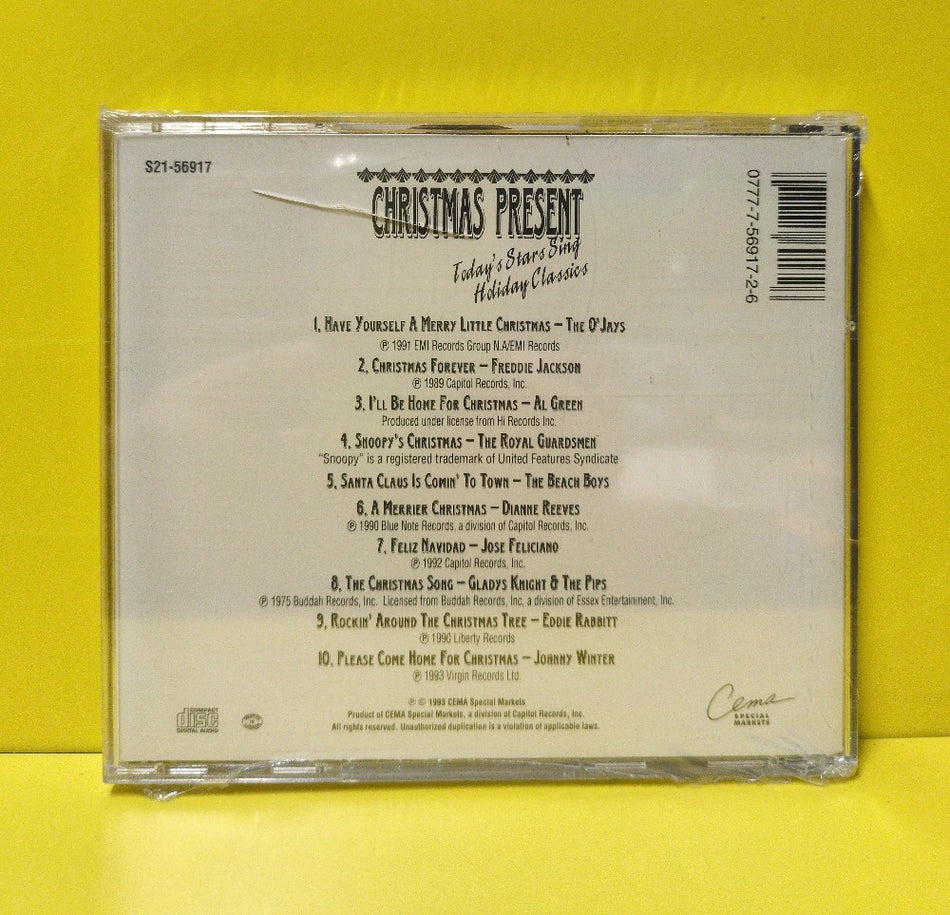 S21-56917
CHRISTMAS PRESENT
Today's Stars Sing
Holiday Classics
0777-7-56917-2-6
1. Have Yourself A Merry Little Christmas – The O'Jays
℗ 1991 EMI Records Group N.A/EMI Records
2. Christmas Forever – Freddie Jackson
℗ 1989 Capitol Records, Inc.
3. I'll Be Home For Christmas – Al Green
Produced under license from Hi Records Inc.
4. Snoopy's Christmas – The Royal Guardsmen
"Snoopy" is a registered trademark of United Features Syndicate
5. Santa Claus Is Comin' To Town – The Beach Boys
6. A Merrier Christmas – Dianne Reeves
℗ 1990 Blue Note Records, a division of Capitol Records, Inc.
7. Feliz Navidad – Jose Feliciano
℗ 1992 Capitol Records, Inc.
8. The Christmas Song – Gladys Knight & The Pips
℗ 1975 Buddah Records, Inc. Licensed from Buddah Records, Inc, a division of Essex Entertainment, Inc.
9. Rockin' Around The Christmas Tree – Eddie Rabbitt
℗ 1990 Liberty Records
10. Please Come Home For Christmas – Johnny Winter
℗ 1993 Virgin Records Ltd.
℗ © 1993 CEMA Special Markets
Product of CEMA Special Markets, a division of Capitol Records, Inc.
All rights reserved. Unauthorized duplication is a violation of applicable laws.
COMPACT
disc
DIGITAL AUDIO
Cema
SPECIAL
MARKETS